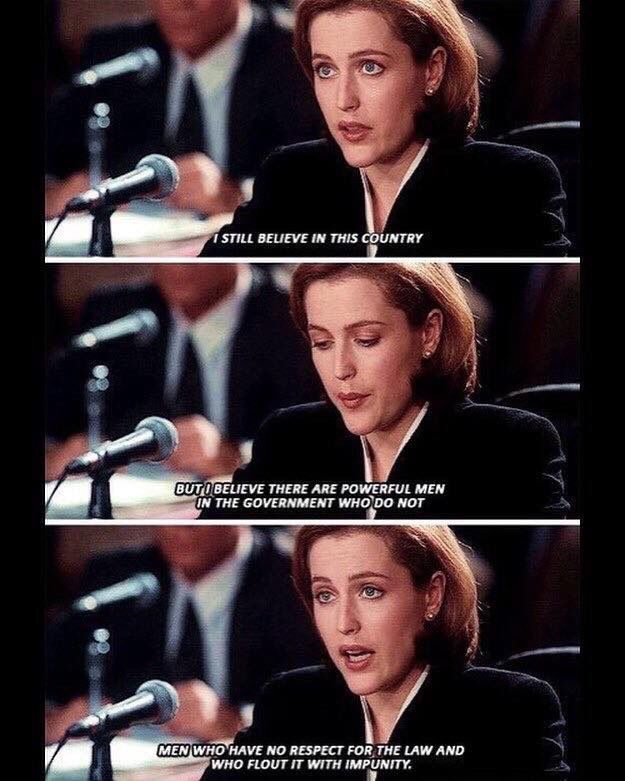 I STILL BELIEVE IN THIS COUNTRY
BUT I BELIEVE THERE ARE POWERFUL MEN
IN THE GOVERNMENT WHO DO NOT
MEN WHO HAVE NO RESPECT FOR THE LAW AND
WHO FLOUT IT WITH IMPUNITY.